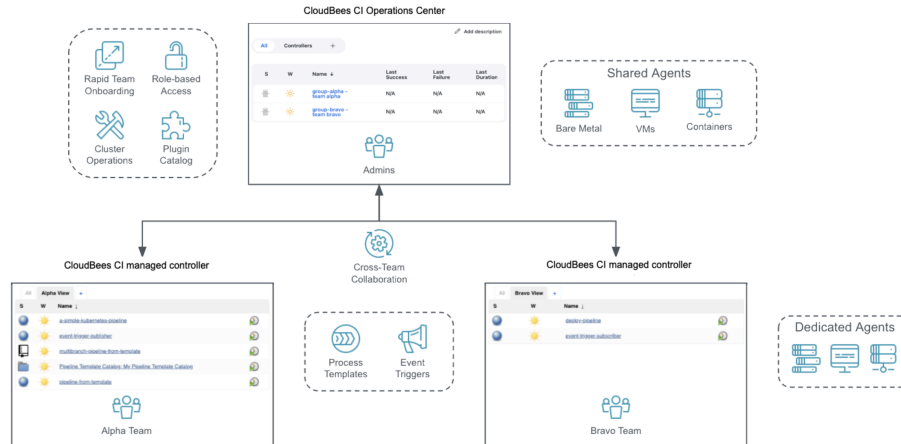 CloudBees CI Operations Center
Add description
All Controllers +
S W Name ↓ Last Success Last Failure Last Duration
group-alpha - team alpha N/A N/A N/A
group-bravo - team bravo N/A N/A N/A
Admins
Rapid Team Onboarding
Role-based Access
Cluster Operations
Plugin Catalog
Shared Agents
Bare Metal
VMs
Containers
CloudBees CI managed controller
All Alpha View +
S W Name ↓
a-simple-kubernetes-pipeline
event-trigger-publisher
multibranch-pipeline-from-template
Pipeline Template Catalog: My Pipeline Template Catalog
pipeline-from-template
Alpha Team
Cross-Team Collaboration
Process Templates
Event Triggers
CloudBees CI managed controller
All Bravo View +
S W Name ↓
deploy-pipeline
event-trigger-subscriber
Bravo Team
Dedicated Agents